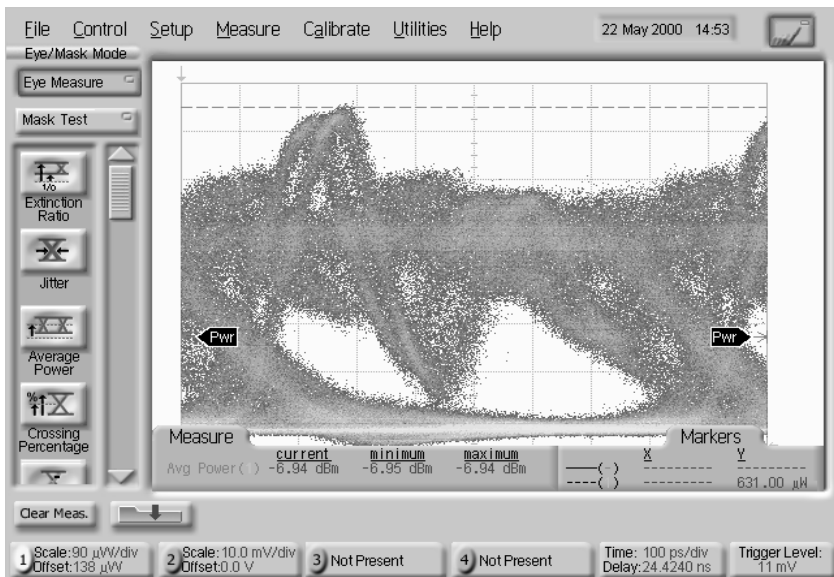 File Control Setup Measure Calibrate Utilities Help 22 May 2000 14:53
Eye/Mask Mode
Eye Measure
Mask Test
1/0
Extinction
Ratio
Jitter
Average
Power
%
Crossing
Percentage
Pwr
Pwr
Measure
current minimum maximum
Avg Power( ) -6.94 dBm -6.95 dBm -6.94 dBm
Markers
X Y
——(-) --------- ---------
----( ) --------- 631.00 µW
Clear Meas.
1 Scale:90 µW/div
Offset:138 µW
2 Scale:10.0 mV/div
Offset:0.0 V
3 Not Present
4 Not Present
Time: 100 ps/div
Delay:24.4240 ns
Trigger Level:
11 mV